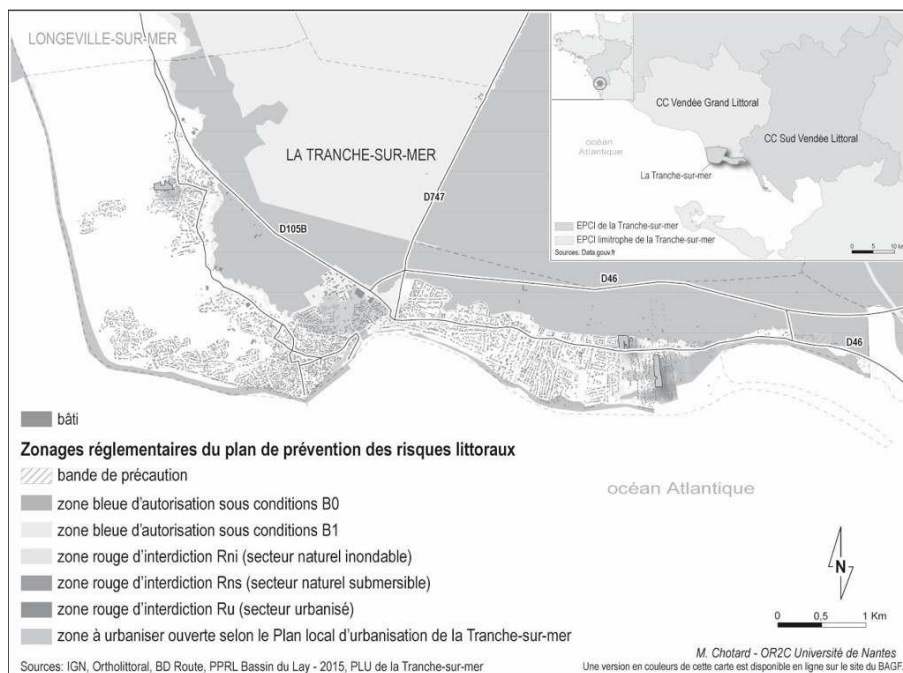 LONGEVILLE-SUR-MER
LA TRANCHE-SUR-MER
D747
D105B
D46
D46
CC Vendée Grand Littoral
CC Sud Vendée Littoral
océan
Atlantique
La Tranche-sur-mer
EPCI de la Tranche-sur-mer
EPCI limitrophe de la Tranche-sur-mer
0 5 10 km
Sources: Data.gouv.fr
bâti
Zonages réglementaires du plan de prévention des risques littoraux
bande de précaution
océan Atlantique
zone bleue d'autorisation sous conditions B0
zone bleue d'autorisation sous conditions B1
zone rouge d'interdiction Rni (secteur naturel inondable)
zone rouge d'interdiction Rns (secteur naturel submersible)
zone rouge d'interdiction Ru (secteur urbanisé)
zone à urbaniser ouverte selon le Plan local d'urbanisation de la Tranche-sur-mer
N
0 0,5 1 Km
M. Chotard - OR2C Université de Nantes
Sources: IGN, Ortholittoral, BD Route, PPRL Bassin du Lay - 2015, PLU de la Tranche-sur-mer
Une version en couleurs de cette carte est disponible en ligne sur le site du BAGF.